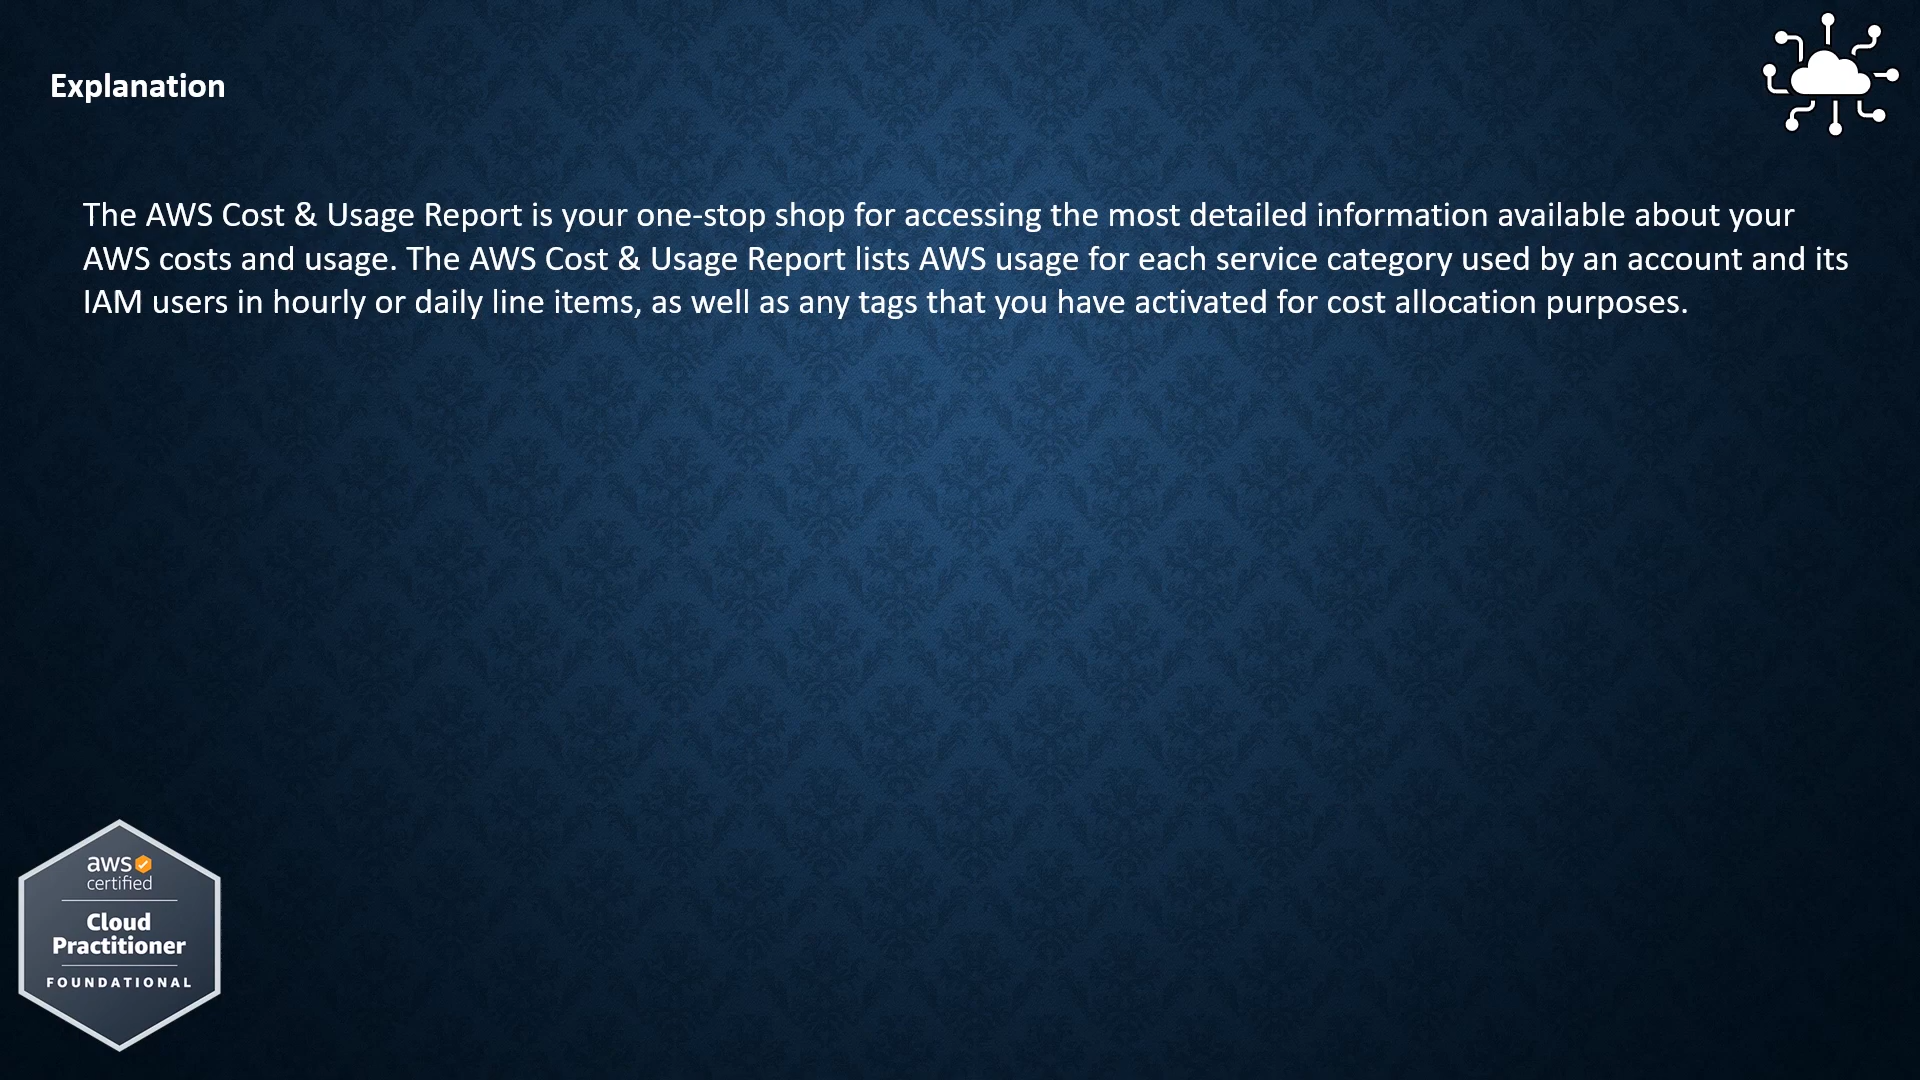 Explanation
The AWS Cost & Usage Report is your one-stop shop for accessing the most detailed information available about your
AWS costs and usage. The AWS Cost & Usage Report lists AWS usage for each service category used by an account and its
IAM users in hourly or daily line items, as well as any tags that you have activated for cost allocation purposes.
aws
certified
Cloud
Practitioner
FOUNDATIONAL